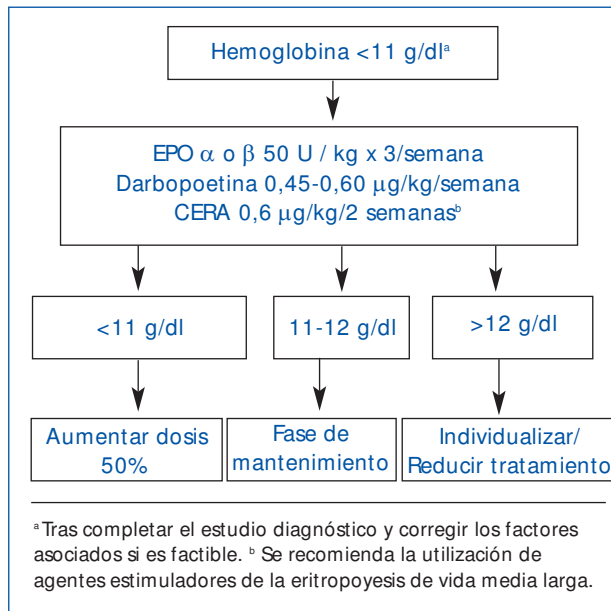 Hemoglobina <11 g/dlª
EPO α o β 50 U / kg x 3/semana
Darbopoetina 0,45-0,60 μg/kg/semana
CERA 0,6 μg/kg/2 semanasᵇ
<11 g/dl
11-12 g/dl
>12 g/dl
Aumentar dosis
50%
Fase de
mantenimiento
Individualizar/
Reducir tratamiento
ª Tras completar el estudio diagnóstico y corregir los factores
asociados si es factible. ᵇ Se recomienda la utilización de
agentes estimuladores de la eritropoyesis de vida media larga.